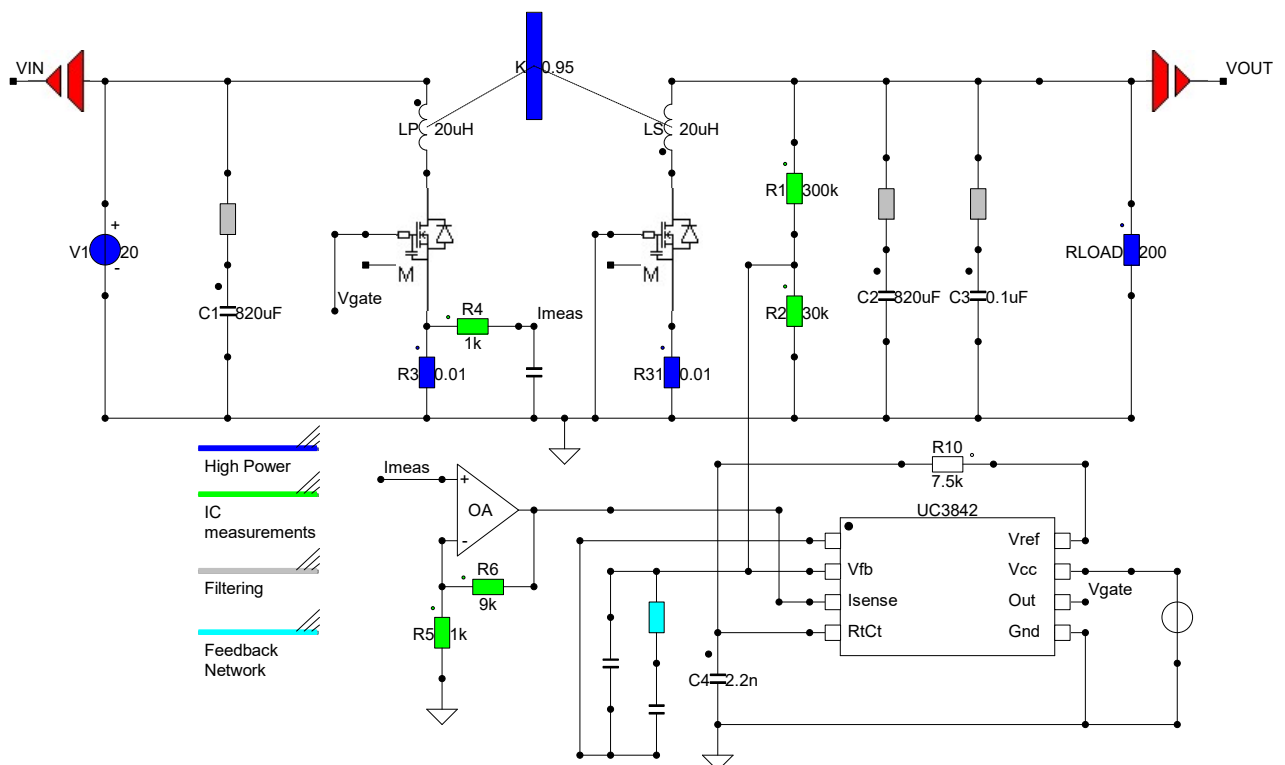 VIN
K 0.95
VOUT
LP 20uH
LS 20uH
R1 300k
V1 20
+
-
M
M
RLOAD 200
Vgate
C1 820uF
R4
1k
Imeas
R2 30k
C2 820uF
C3 0.1uF
R3 0.01
R31 0.01
High Power
IC
measurements
Filtering
Feedback
Network
Imeas
+
-
OA
R6
9k
R5 1k
R10
7.5k
UC3842
Vref
Vfb
Vcc
Isense
Out
Vgate
RtCt
Gnd
C4 2.2n